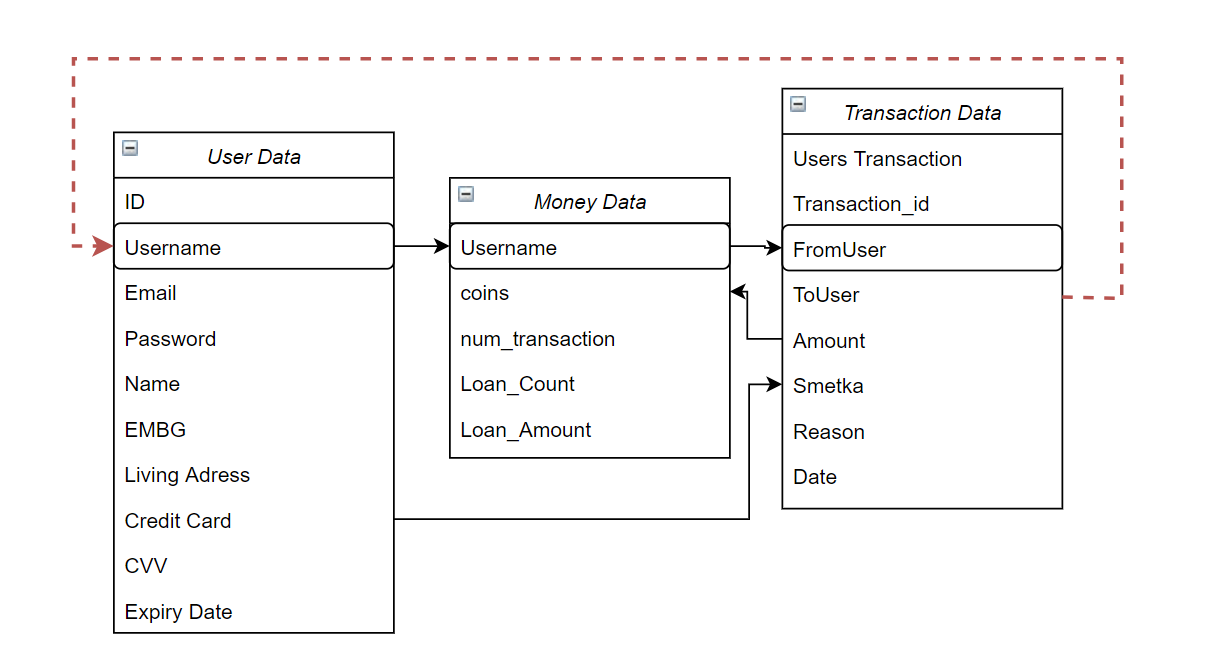 User Data
ID
Username
Email
Password
Name
EMBG
Living Adress
Credit Card
CVV
Expiry Date
Money Data
Username
coins
num_transaction
Loan_Count
Loan_Amount
Transaction Data
Users Transaction
Transaction_id
FromUser
ToUser
Amount
Smetka
Reason
Date